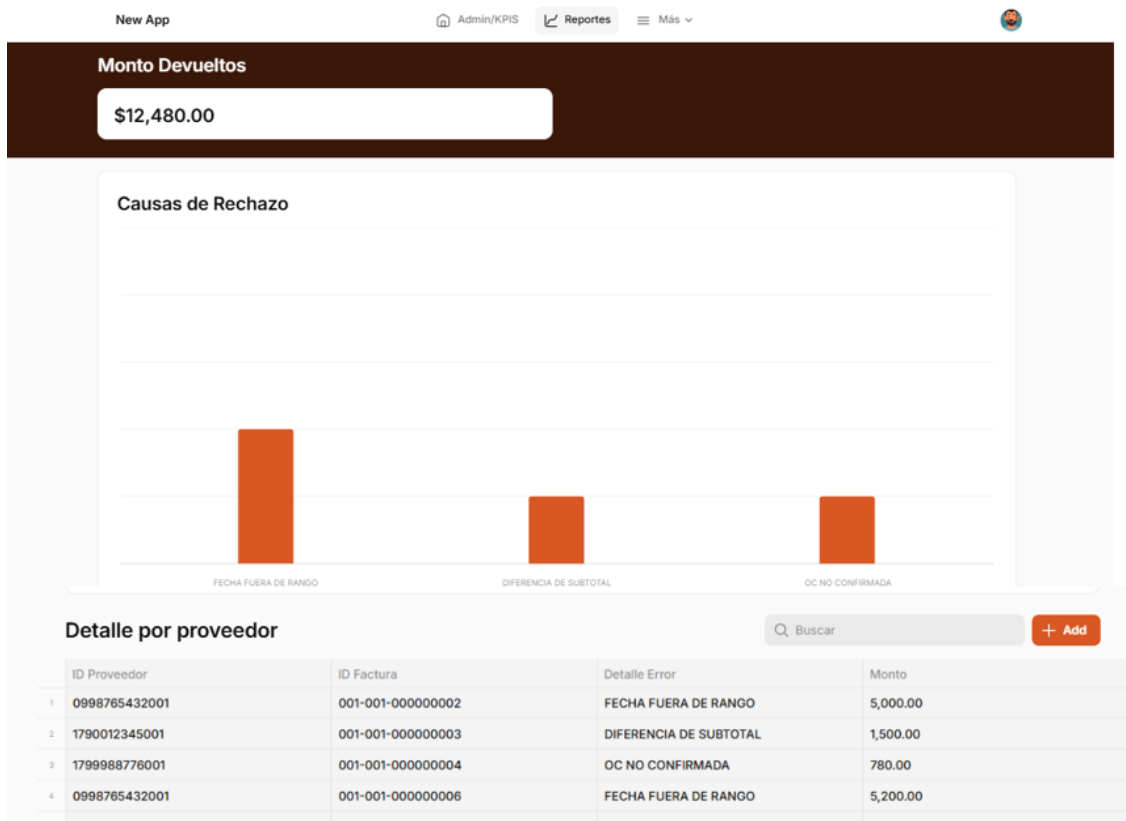 New App Admin/KPIS Reportes Más
Monto Devueltos
$12,480.00
Causas de Rechazo
FECHA FUERA DE RANGO DIFERENCIA DE SUBTOTAL OC NO CONFIRMADA
Detalle por proveedor Buscar + Add
ID Proveedor ID Factura Detalle Error Monto
1 0998765432001 001-001-000000002 FECHA FUERA DE RANGO 5,000.00
2 1790012345001 001-001-000000003 DIFERENCIA DE SUBTOTAL 1,500.00
3 1799988776001 001-001-000000004 OC NO CONFIRMADA 780.00
4 0998765432001 001-001-000000006 FECHA FUERA DE RANGO 5,200.00